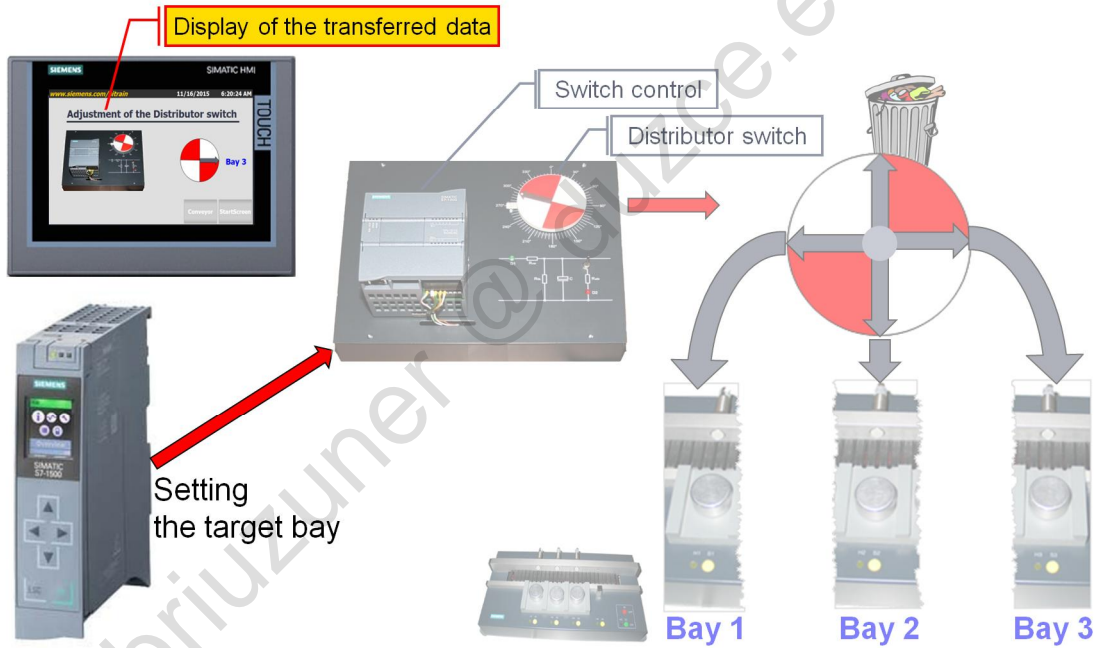 Display of the transferred data
SIEMENS
SIMATIC HMI
www.siemens.com/sitrain
11/16/2015 6:20:24 AM
TOUCH
Adjustment of the Distributor switch
Bay 3
Conveyor
StartScreen
Switch control
Distributor switch
SIEMENS
Overview
SIMATIC
S7-1500
Setting
the target bay
Bay 1
Bay 2
Bay 3